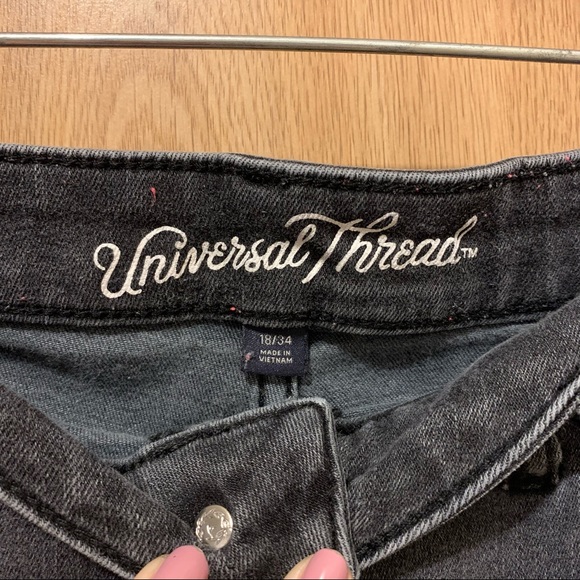 Universal Thread™
18/34
MADE IN
VIETNAM